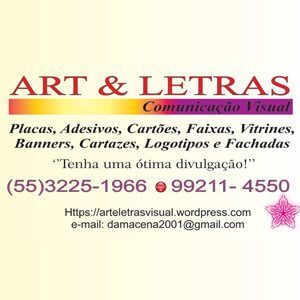 ART & LETRAS
Comunicação Visual
Placas, Adesivos, Cartões, Faixas, Vitrines,
Banners, Cartazes, Logotipos e Fachadas
‘’Tenha uma ótima divulgação!’’
(55)3225-1966 99211- 4550
Https://arteletrasvisual.wordpress.com
e-mail: damacena2001@gmail.com